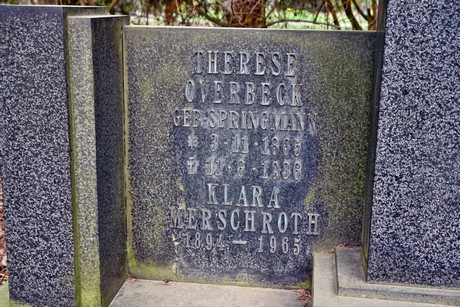 THERESE
OVERBECK
GEB·SPRINGMANN
KLARA
MERSCHROTH
1894 — 1965